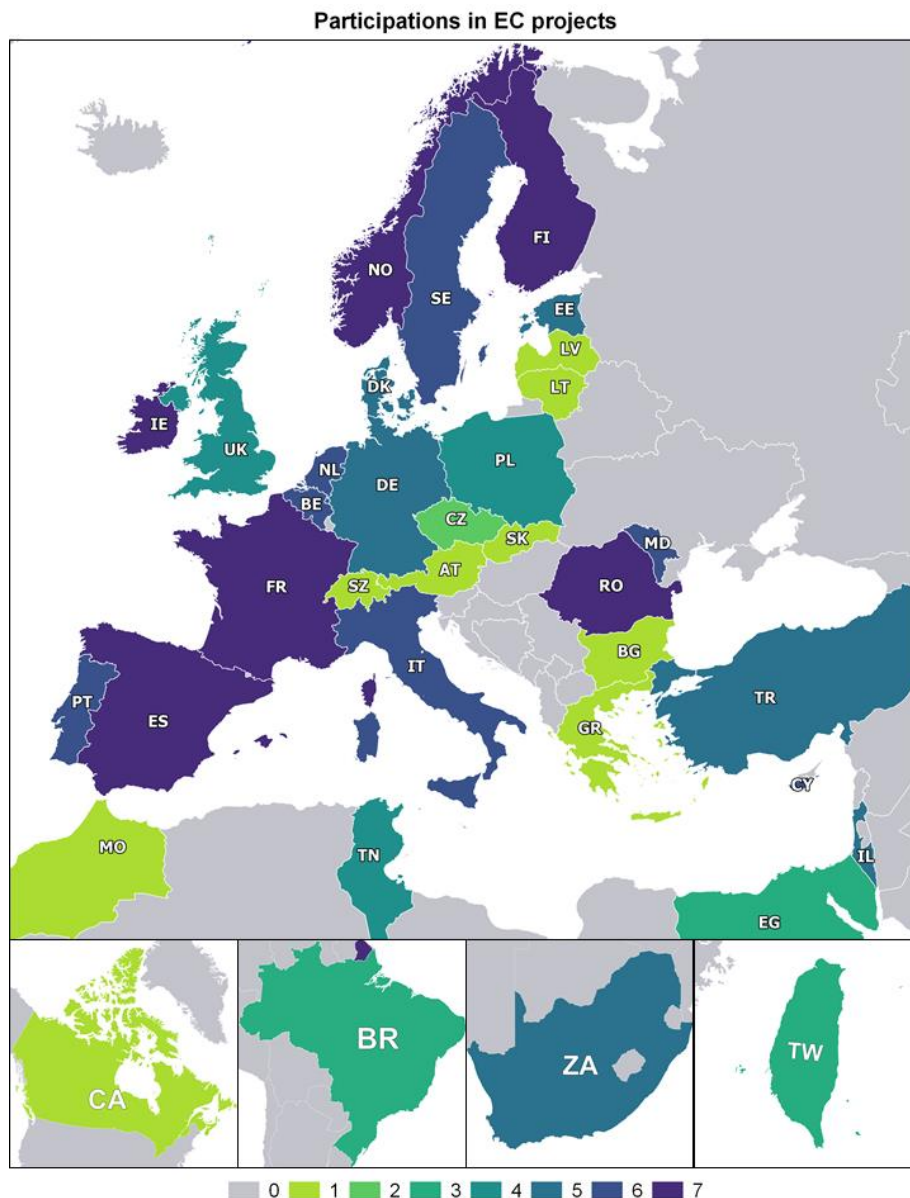 Participations in EC projects
FI
NO
SE
EE
LV
LT
DK
IE
UK
NL
PL
DE
BE
CZ
SK
MD
AT
FR
SZ
RO
BG
IT
PT
ES
TR
GR
CY
MO
TN
IL
EG
CA
BR
ZA
TW
0 1 2 3 4 5 6 7